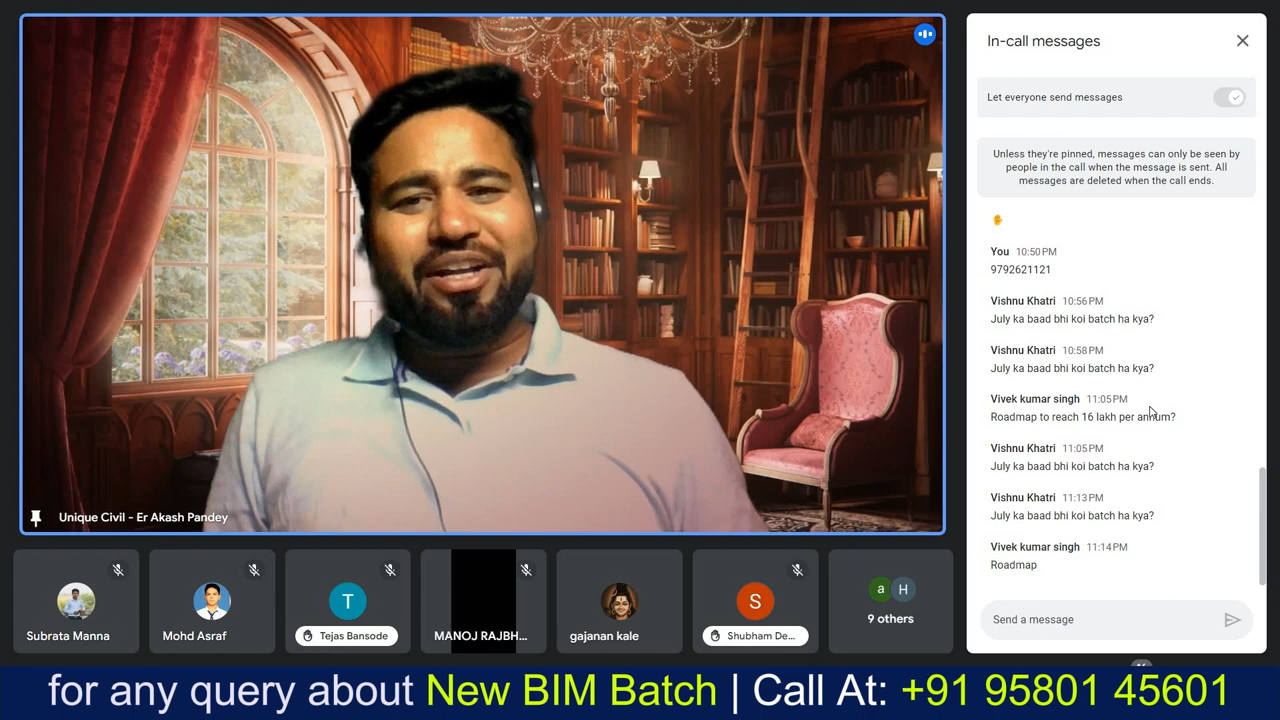 In-call messages
Let everyone send messages
Unless they're pinned, messages can only be seen by
people in the call when the message is sent. All
messages are deleted when the call ends.
You 10:50 PM
9792621121
Vishnu Khatri 10:56 PM
July ka baad bhi koi batch ha kya?
Vishnu Khatri 10:58 PM
July ka baad bhi koi batch ha kya?
Vivek kumar singh 11:05 PM
Roadmap to reach 16 lakh per annum?
Vishnu Khatri 11:05 PM
July ka baad bhi koi batch ha kya?
Vishnu Khatri 11:13 PM
July ka baad bhi koi batch ha kya?
Vivek kumar singh 11:14 PM
Roadmap
Send a message
Unique Civil - Er Akash Pandey
Subrata Manna
Mohd Asraf
T
Tejas Bansode
MANOJ RAJBH...
gajanan kale
S
Shubham De...
a H
9 others
for any query about New BIM Batch | Call At: +91 95801 45601